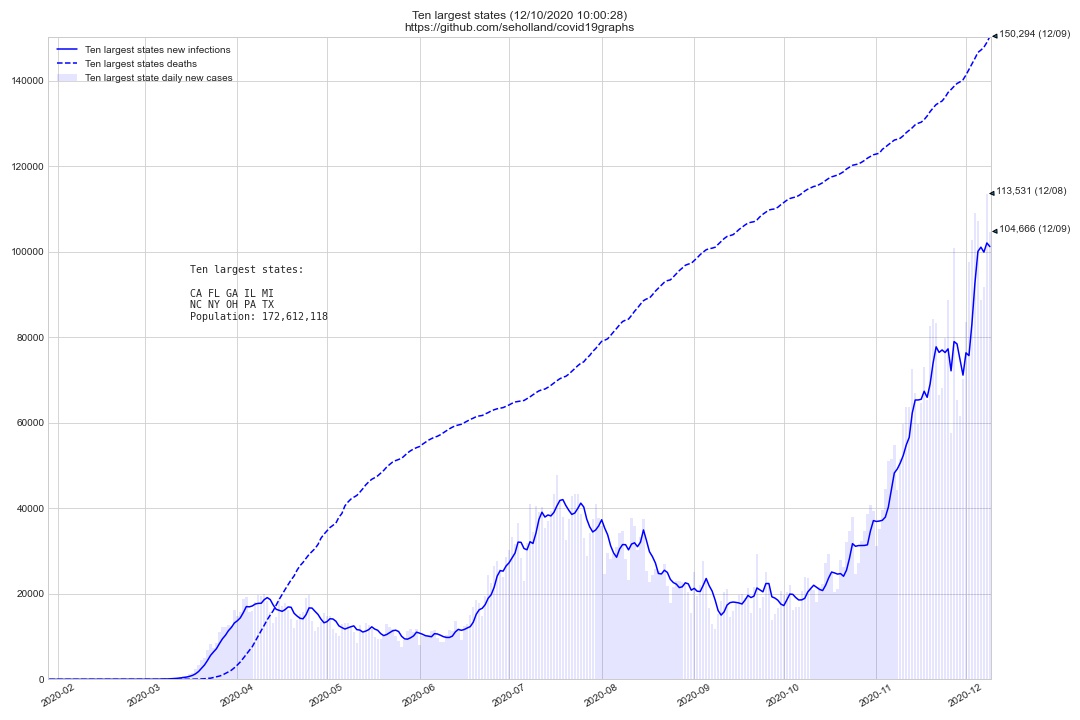 Ten largest states (12/10/2020 10:00:28)
https://github.com/seholland/covid19graphs
Ten largest states new infections
Ten largest states deaths
Ten largest state daily new cases
150,294 (12/09)
140000
120000
113,531 (12/08)
104,666 (12/09)
100000
Ten largest states:
CA FL GA IL MI
NC NY OH PA TX
Population: 172,612,118
80000
60000
40000
20000
0
2020-02
2020-03
2020-04
2020-05
2020-06
2020-07
2020-08
2020-09
2020-10
2020-11
2020-12